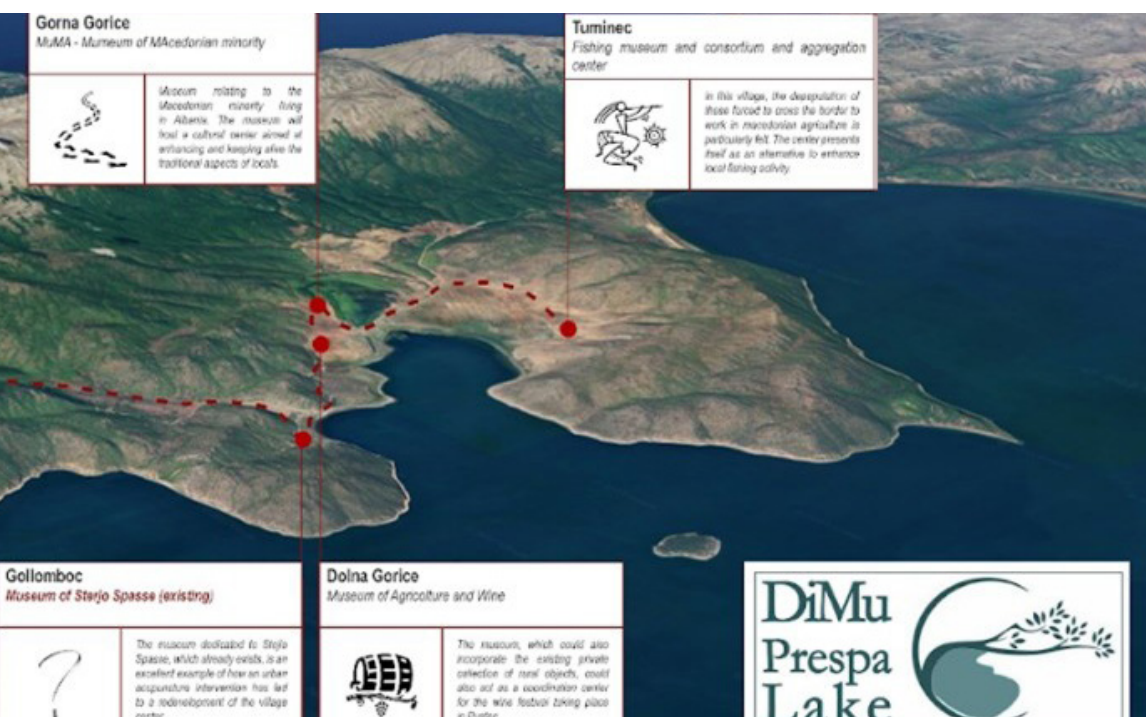 Gorna Gorice
MuMA - Mumeum of MAcedonian minority
Museum relating to the
Macedonian minority living
in Albania. The museum will
host a cultural center aimed at
enhancing and keeping alive the
traditional aspects of locals.
Tuminec
Fishing museum and consortium and aggregation
center
In this village, the depopulation of
those forced to cross the border to
work in macedonian agriculture is
particularly felt. The center presents
itself as an alternative to enhance
local fishing activity
Gollomboc
Museum of Sterjo Spasse (existing)
The museum dedicated to Sterjo
Spasse, which already exists, is an
excellent example of how an urban
acupuncture intervention has led
to a redevelopment of the village
center
Dolna Gorice
Museum of Agricolture and Wine
The museum, which could also
incorporate the existing private
collection of rural objects, could
also act as a coordination center
for the wine festival taking place
DiMu
Prespa
Lake